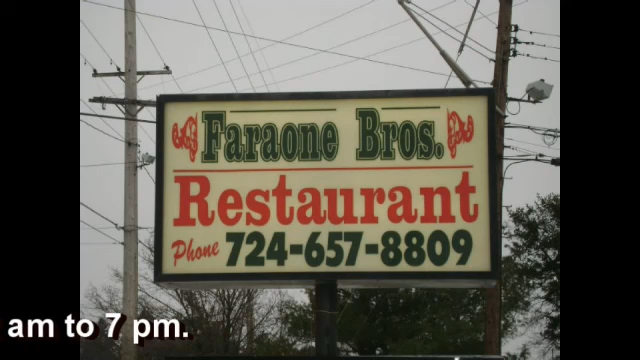 Faraone Bros.
Restaurant
Phone 724-657-8809
am to 7 pm.